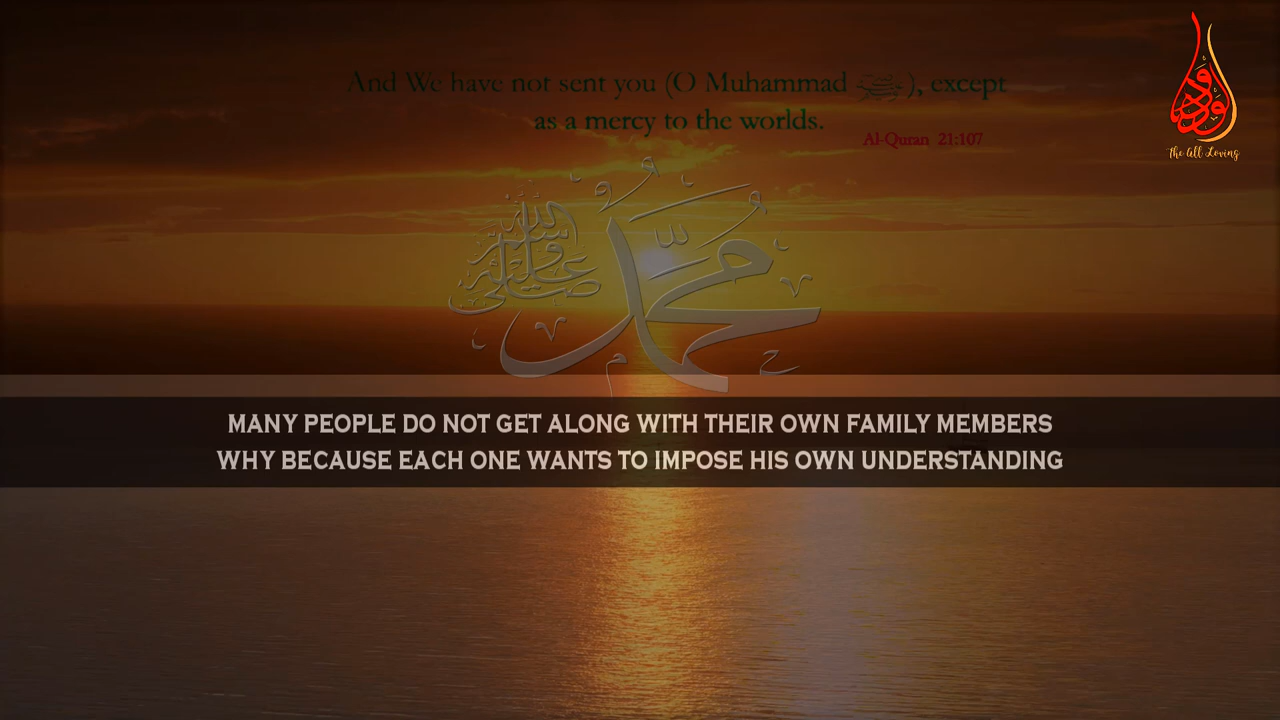 And We have not sent you (O Muhammad ﷺ), except
as a mercy to the worlds.
Al-Quran 21:107
الودود
The All Loving
محمد
صلى الله عليه وسلم
MANY PEOPLE DO NOT GET ALONG WITH THEIR OWN FAMILY MEMBERS
WHY BECAUSE EACH ONE WANTS TO IMPOSE HIS OWN UNDERSTANDING